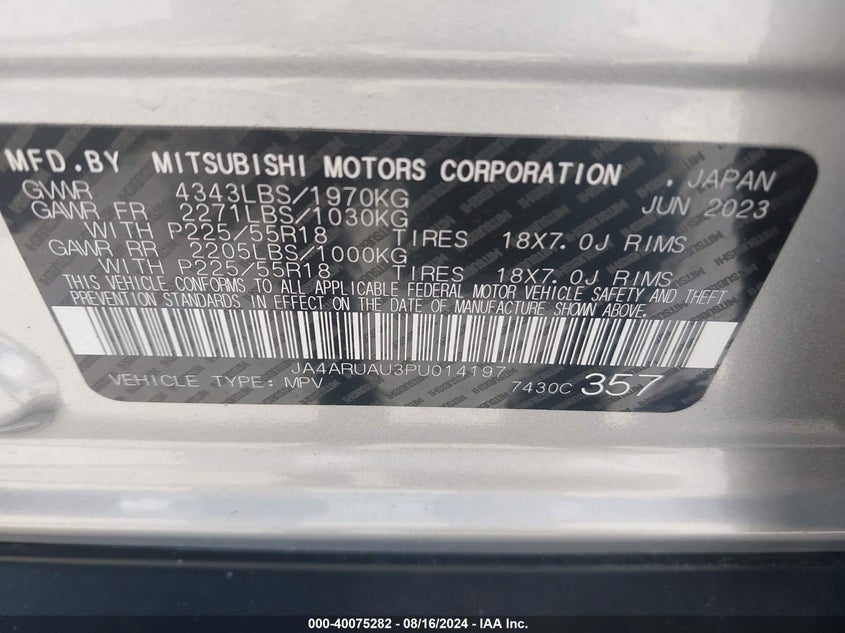 MFD.BY MITSUBISHI MOTORS CORPORATION . JAPAN
GVWR 4343LBS/1970KG JUN 2023
GAWR FR 2271LBS/1030KG
WITH P225/55R18 TIRES 18X7.0J RIMS
GAWR RR 2205LBS/1000KG
WITH P225/55R18 TIRES 18X7.0J RIMS
THIS VEHICLE CONFORMS TO ALL APPLICABLE FEDERAL MOTOR VEHICLE SAFETY AND THEFT
PREVENTION STANDARDS IN EFFECT ON THE DATE OF MANUFACTURE SHOWN ABOVE.
JA4ARUAU3PU014197
VEHICLE TYPE: MPV 7430C 357
000-40075282 - 08/16/2024 - IAAI.com